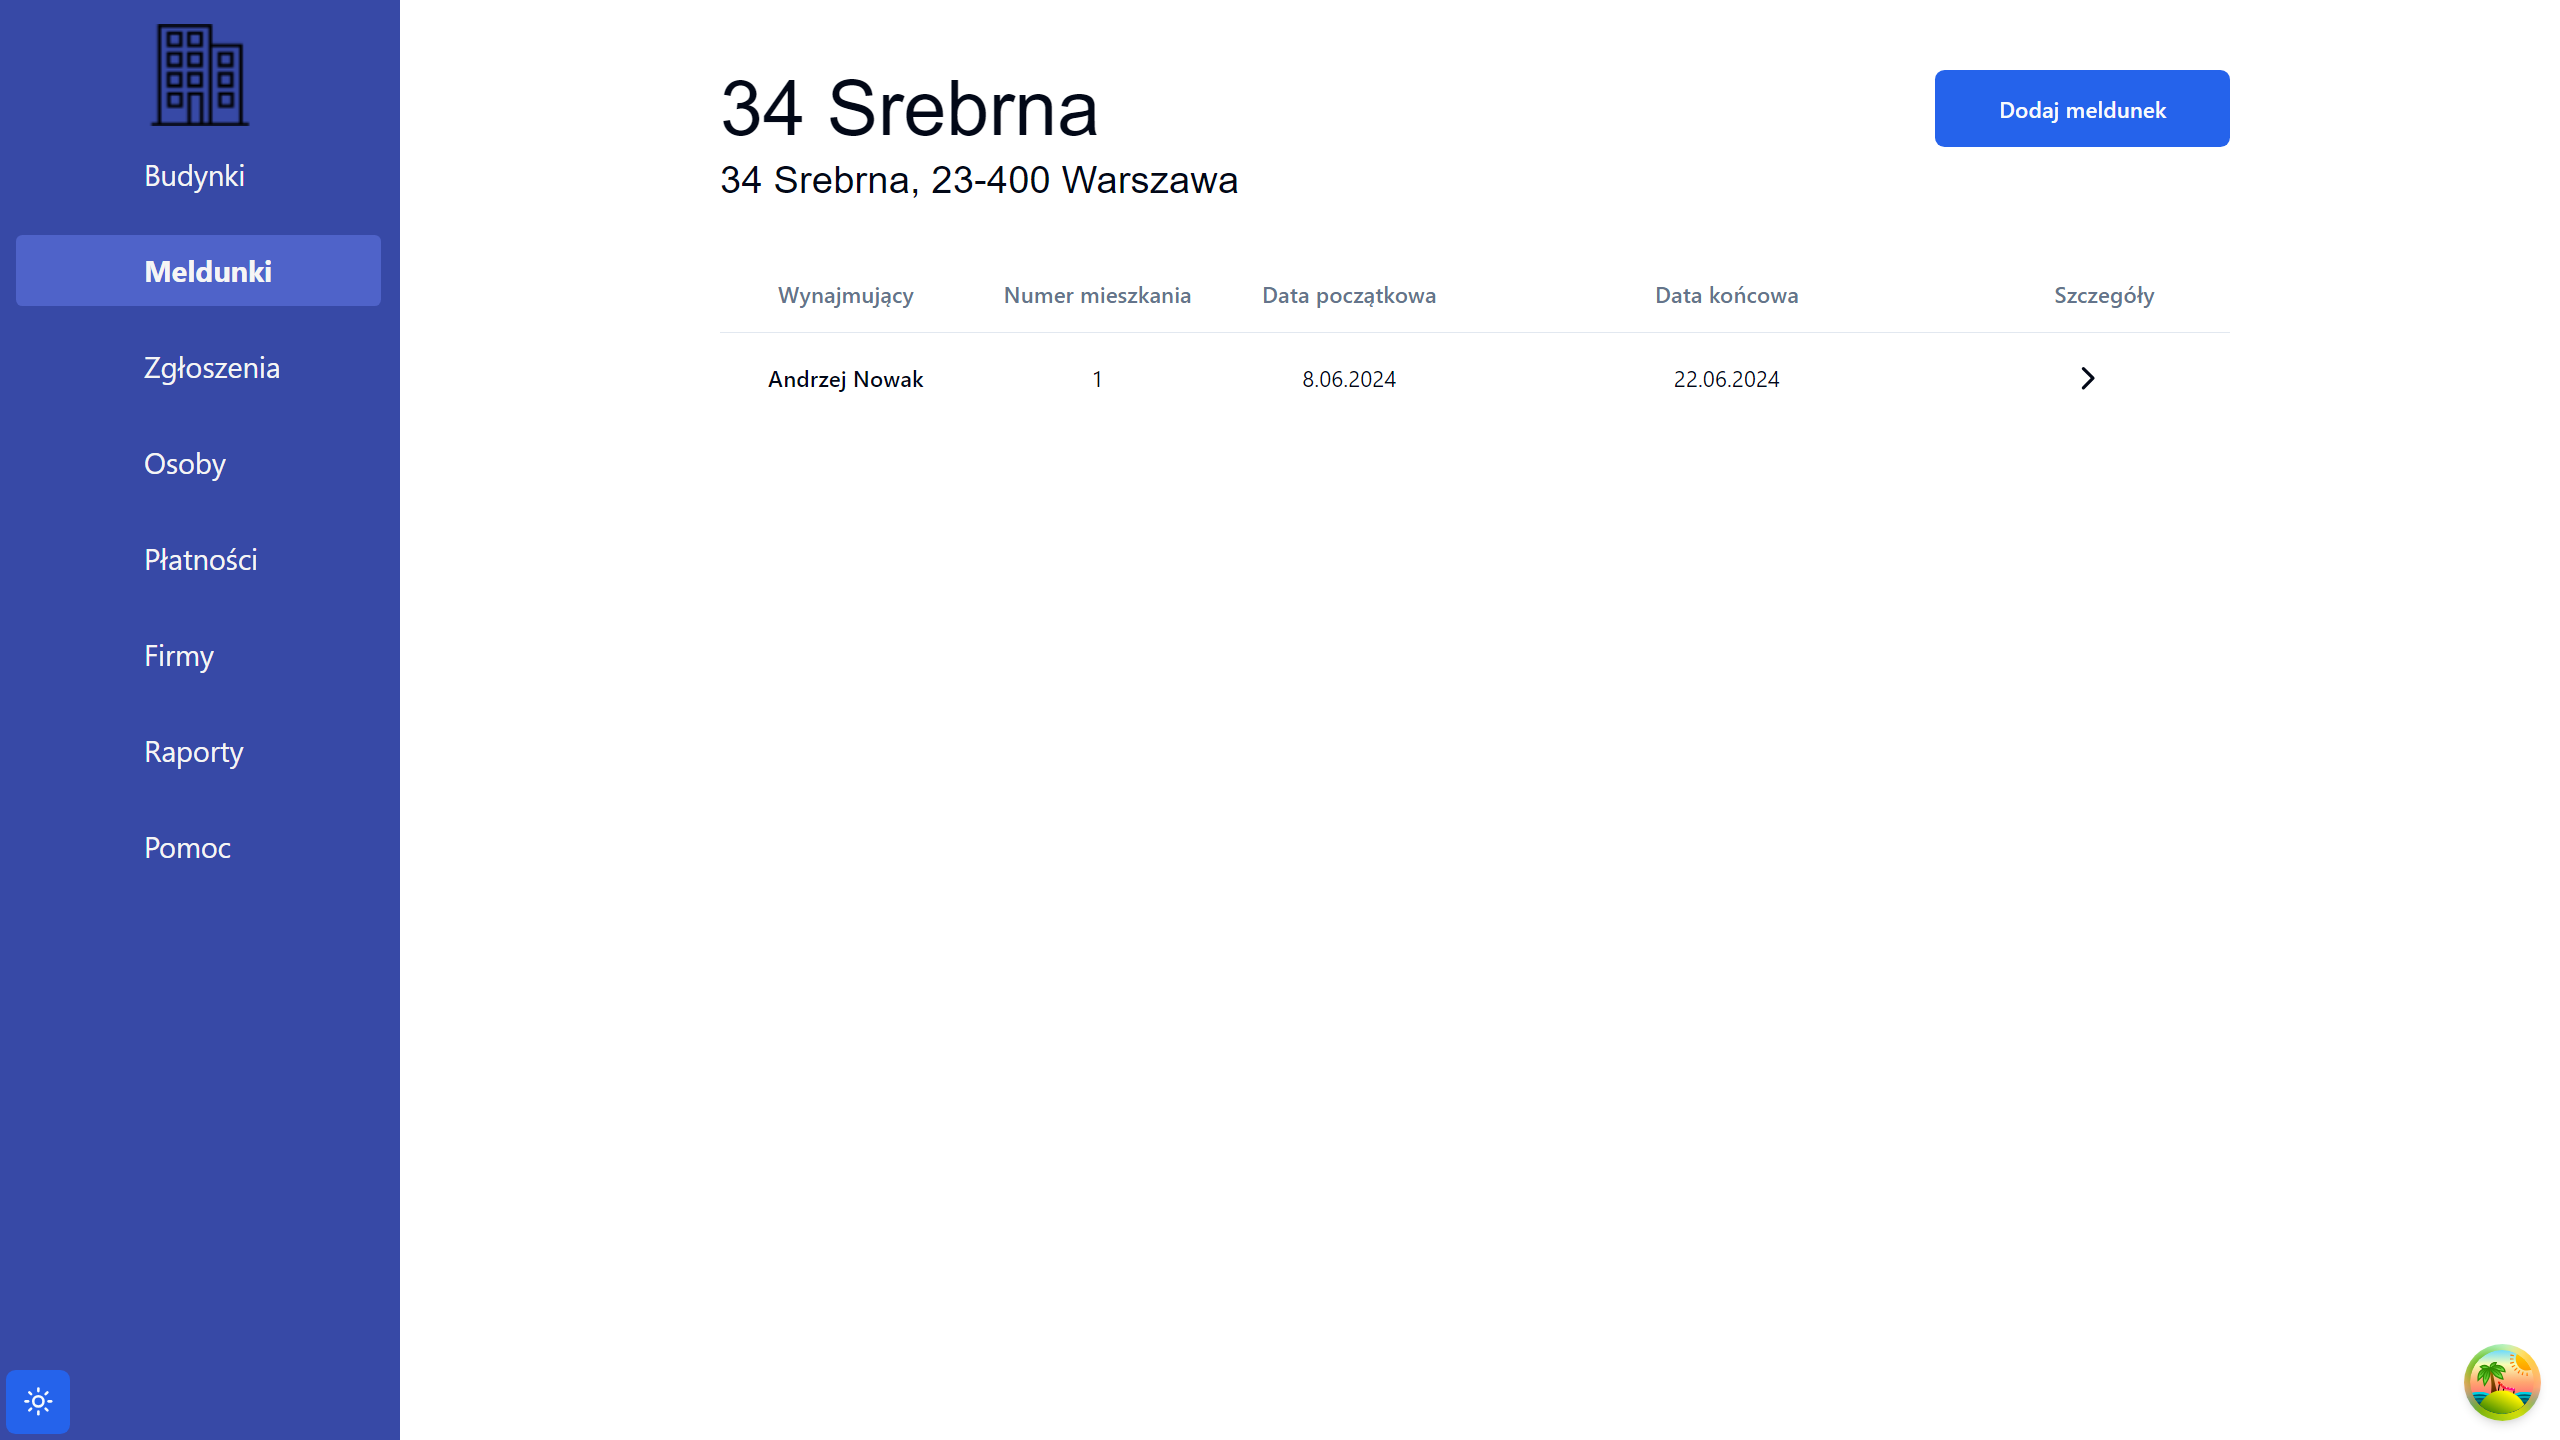 Budynki
Meldunki
Zgłoszenia
Osoby
Płatności
Firmy
Raporty
Pomoc
34 Srebrna
34 Srebrna, 23-400 Warszawa
Dodaj meldunek
Wynajmujący Numer mieszkania Data początkowa Data końcowa Szczegóły
Andrzej Nowak 1 8.06.2024 22.06.2024